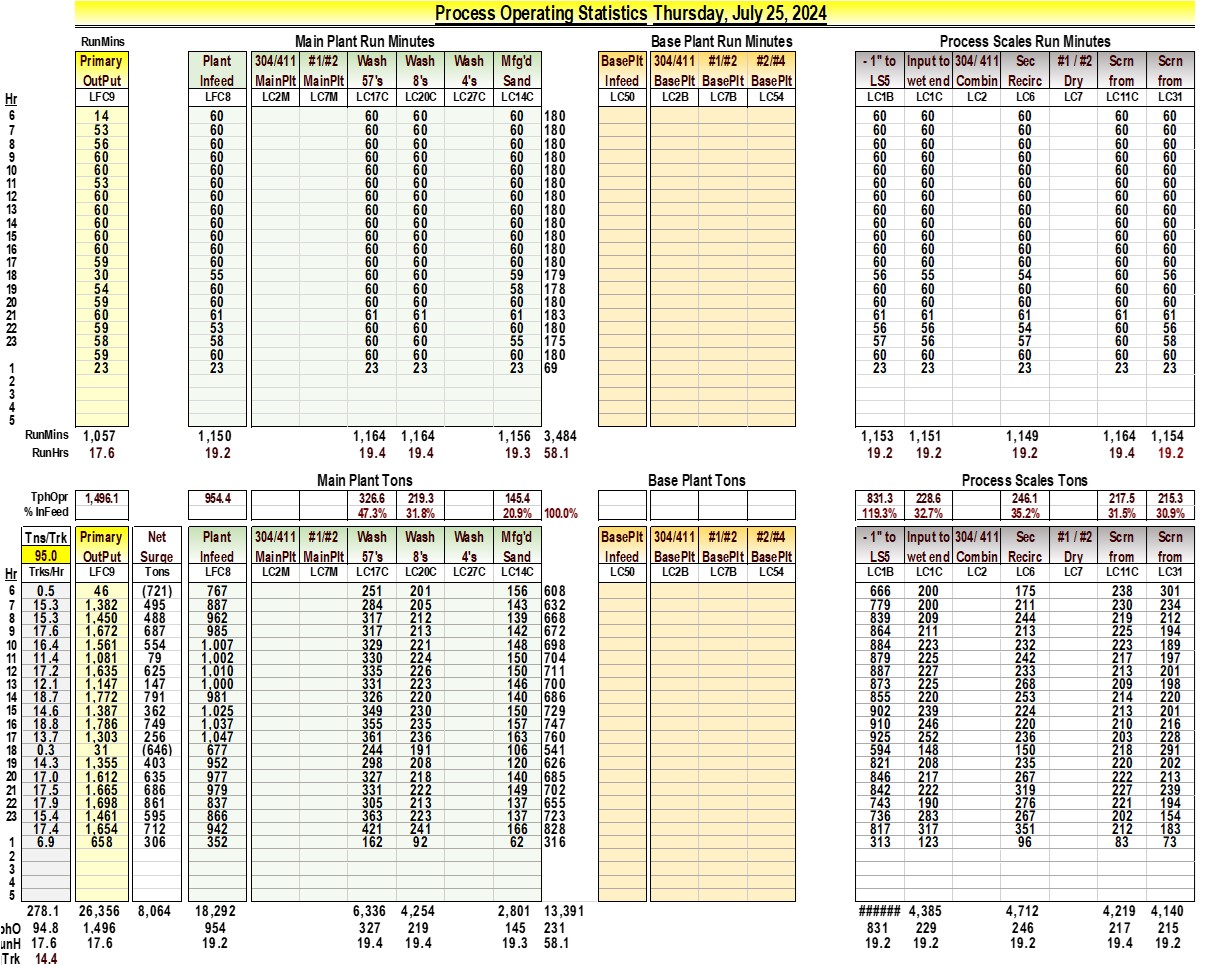 Process Operating Statistics Thursday, July 25, 2024
RunMins Main Plant Run Minutes Base Plant Run Minutes Process Scales Run Minutes
Primary Plant 304/411 #1/#2 Wash Wash Wash Mfg'd BasePlt 304/411 #1/#2 #2/#4 - 1" to Input to 304/ 411 Sec #1 / #2 Scrn Scrn
OutPut Infeed MainPlt MainPlt 57's 8's 4's Sand Infeed BasePlt BasePlt BasePlt LS5 wet end Combin Recirc Dry from from
Hr LFC9 LFC8 LC2M LC7M LC17C LC20C LC27C LC14C LC50 LC2B LC7B LC54 LC1B LC1C LC2 LC6 LC7 LC11C LC31
6 14 60 60 60 60 180 60 60 60 60 60
7 53 60 60 60 60 180 60 60 60 60 60
8 56 60 60 60 60 180 60 60 60 60 60
9 60 60 60 60 60 180 60 60 60 60 60
10 60 60 60 60 60 180 60 60 60 60 60
11 53 60 60 60 60 180 60 60 60 60 60
12 60 60 60 60 60 180 60 60 60 60 60
13 60 60 60 60 60 180 60 60 60 60 60
14 60 60 60 60 60 180 60 60 60 60 60
15 60 60 60 60 60 180 60 60 60 60 60
16 60 60 60 60 60 180 60 60 60 60 60
17 59 60 60 60 60 180 60 60 60 60 60
18 30 55 60 60 59 179 56 55 54 60 56
19 54 60 60 60 58 178 60 60 60 60 60
20 59 60 60 60 60 180 60 60 60 60 60
21 60 61 61 61 61 183 61 61 61 61 61
22 59 53 60 60 60 180 56 56 54 60 56
23 58 58 60 60 55 175 57 56 57 60 58
59 60 60 60 60 180 60 60 60 60 60
1 23 23 23 23 23 69 23 23 23 23 23
2
3
4
5
RunMins 1,057 1,150 1,164 1,164 1,156 3,484 1,153 1,151 1,149 1,164 1,154
RunHrs 17.6 19.2 19.4 19.4 19.3 58.1 19.2 19.2 19.2 19.4 19.2
Main Plant Tons Base Plant Tons Process Scales Tons
TphOpr 1,496.1 954.4 326.6 219.3 145.4 831.3 228.6 246.1 217.5 215.3
% InFeed 47.3% 31.8% 20.9% 100.0% 119.3% 32.7% 35.2% 31.5% 30.9%
Tns/Trk Primary Net Plant 304/411 #1/#2 Wash Wash Wash Mfg'd BasePlt 304/411 #1/#2 #2/#4 - 1" to Input to 304/ 411 Sec #1 / #2 Scrn Scrn
95.0 OutPut Surge Infeed MainPlt MainPlt 57's 8's 4's Sand Infeed BasePlt BasePlt BasePlt LS5 wet end Combin Recirc Dry from from
Hr Trks/Hr LFC9 Tons LFC8 LC2M LC7M LC17C LC20C LC27C LC14C LC50 LC2B LC7B LC54 LC1B LC1C LC2 LC6 LC7 LC11C LC31
6 0.5 46 (721) 767 251 201 156 608 666 200 175 238 301
7 15.3 1,382 495 887 284 205 143 632 779 200 211 230 234
8 15.3 1,450 488 962 317 212 139 668 839 209 244 219 212
9 17.6 1,672 687 985 317 213 142 672 864 211 213 225 194
10 16.4 1,561 554 1,007 329 221 148 698 884 223 232 223 189
11 11.4 1,081 79 1,002 330 224 150 704 879 225 242 217 197
12 17.2 1,635 625 1,010 335 226 150 711 887 227 233 213 201
13 12.1 1,147 147 1,000 331 223 146 700 873 225 268 209 198
14 18.7 1,772 791 981 326 220 140 686 855 220 253 214 220
15 14.6 1,387 362 1,025 349 230 150 729 902 239 224 213 201
16 18.8 1,786 749 1,037 355 235 157 747 910 246 220 210 216
17 13.7 1,303 256 1,047 361 236 163 760 925 252 236 203 228
18 0.3 31 (646) 677 244 191 106 541 594 148 150 218 291
19 14.3 1,355 403 952 298 208 120 626 821 208 235 220 202
20 17.0 1,612 635 977 327 218 140 685 846 217 267 222 213
21 17.5 1,665 686 979 331 222 149 702 842 222 319 227 239
22 17.9 1,698 861 837 305 213 137 655 743 190 276 221 194
23 15.4 1,461 595 866 363 223 137 723 736 283 267 202 154
17.4 1,654 712 942 421 241 166 828 817 317 351 212 183
1 6.9 658 306 352 162 92 62 316 313 123 96 83 73
2
3
4
5
278.1 26,356 8,064 18,292 6,336 4,254 2,801 13,391 ###### 4,385 4,712 4,219 4,140
phO 94.8 1,496 954 327 219 145 231 831 229 246 217 215
unH 17.6 17.6 19.2 19.4 19.4 19.3 58.1 19.2 19.2 19.2 19.4 19.2
Trk 14.4